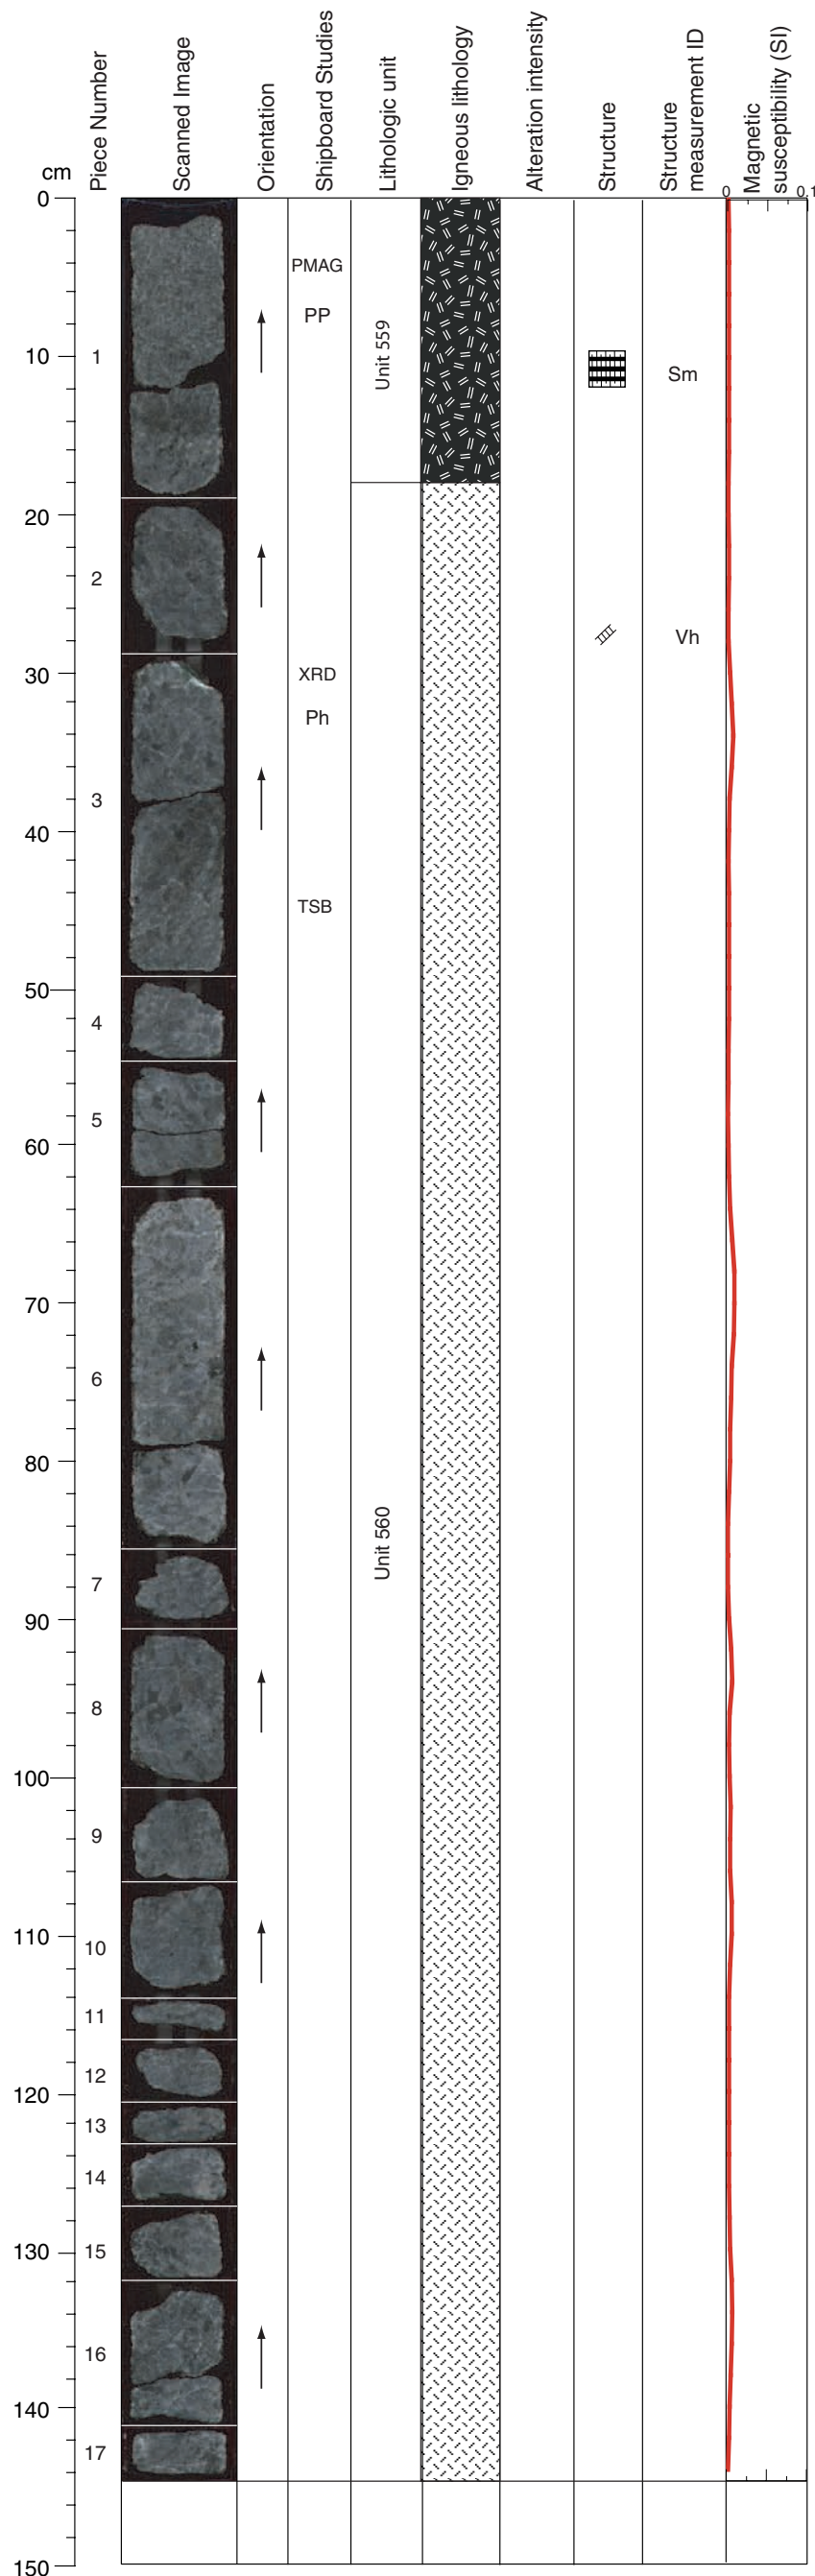 cm
Piece Number
Scanned Image
Orientation
Shipboard Studies
Lithologic unit
Igneous lithology
Alteration intensity
Structure
Structure
measurement ID
Magnetic
susceptibility (SI)
0
0.1
0
PMAG
PP
Unit 559
10
1
Sm
20
2
Vh
30
XRD
Ph
3
40
TSB
50
4
5
60
70
6
80
Unit 560
7
90
8
100
9
110
10
11
12
120
13
14
130
15
16
140
17
150